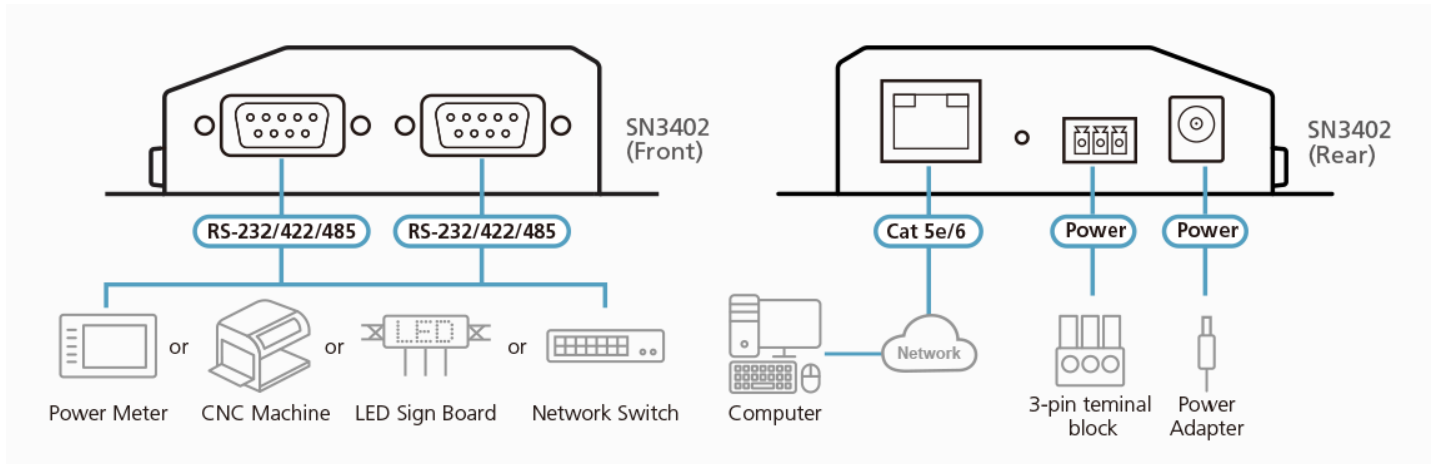 SN3402
(Front)
SN3402
(Rear)
RS-232/422/485
RS-232/422/485
Cat 5e/6
Power
Power
LED
or
or
or
Network
Power Meter
CNC Machine
LED Sign Board
Network Switch
Computer
3-pin teminal
block
Power
Adapter